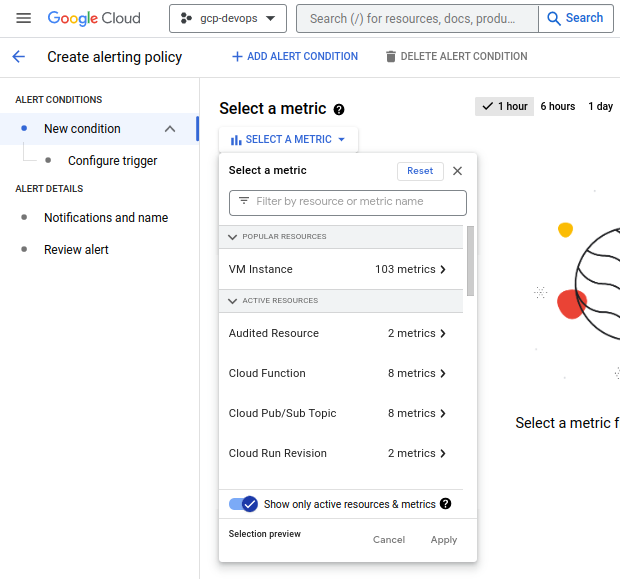 Google Cloud
gcp-devops
Search (/) for resources, docs, produ...
Search
Create alerting policy
ADD ALERT CONDITION
DELETE ALERT CONDITION
ALERT CONDITIONS
New condition
Configure trigger
ALERT DETAILS
Notifications and name
Review alert
Select a metric
1 hour 6 hours 1 day
SELECT A METRIC
Select a metric
Reset
Filter by resource or metric name
POPULAR RESOURCES
VM Instance 103 metrics
ACTIVE RESOURCES
Audited Resource 2 metrics
Cloud Function 8 metrics
Cloud Pub/Sub Topic 8 metrics
Cloud Run Revision 2 metrics
Show only active resources & metrics
Selection preview
Cancel Apply
Select a metric f